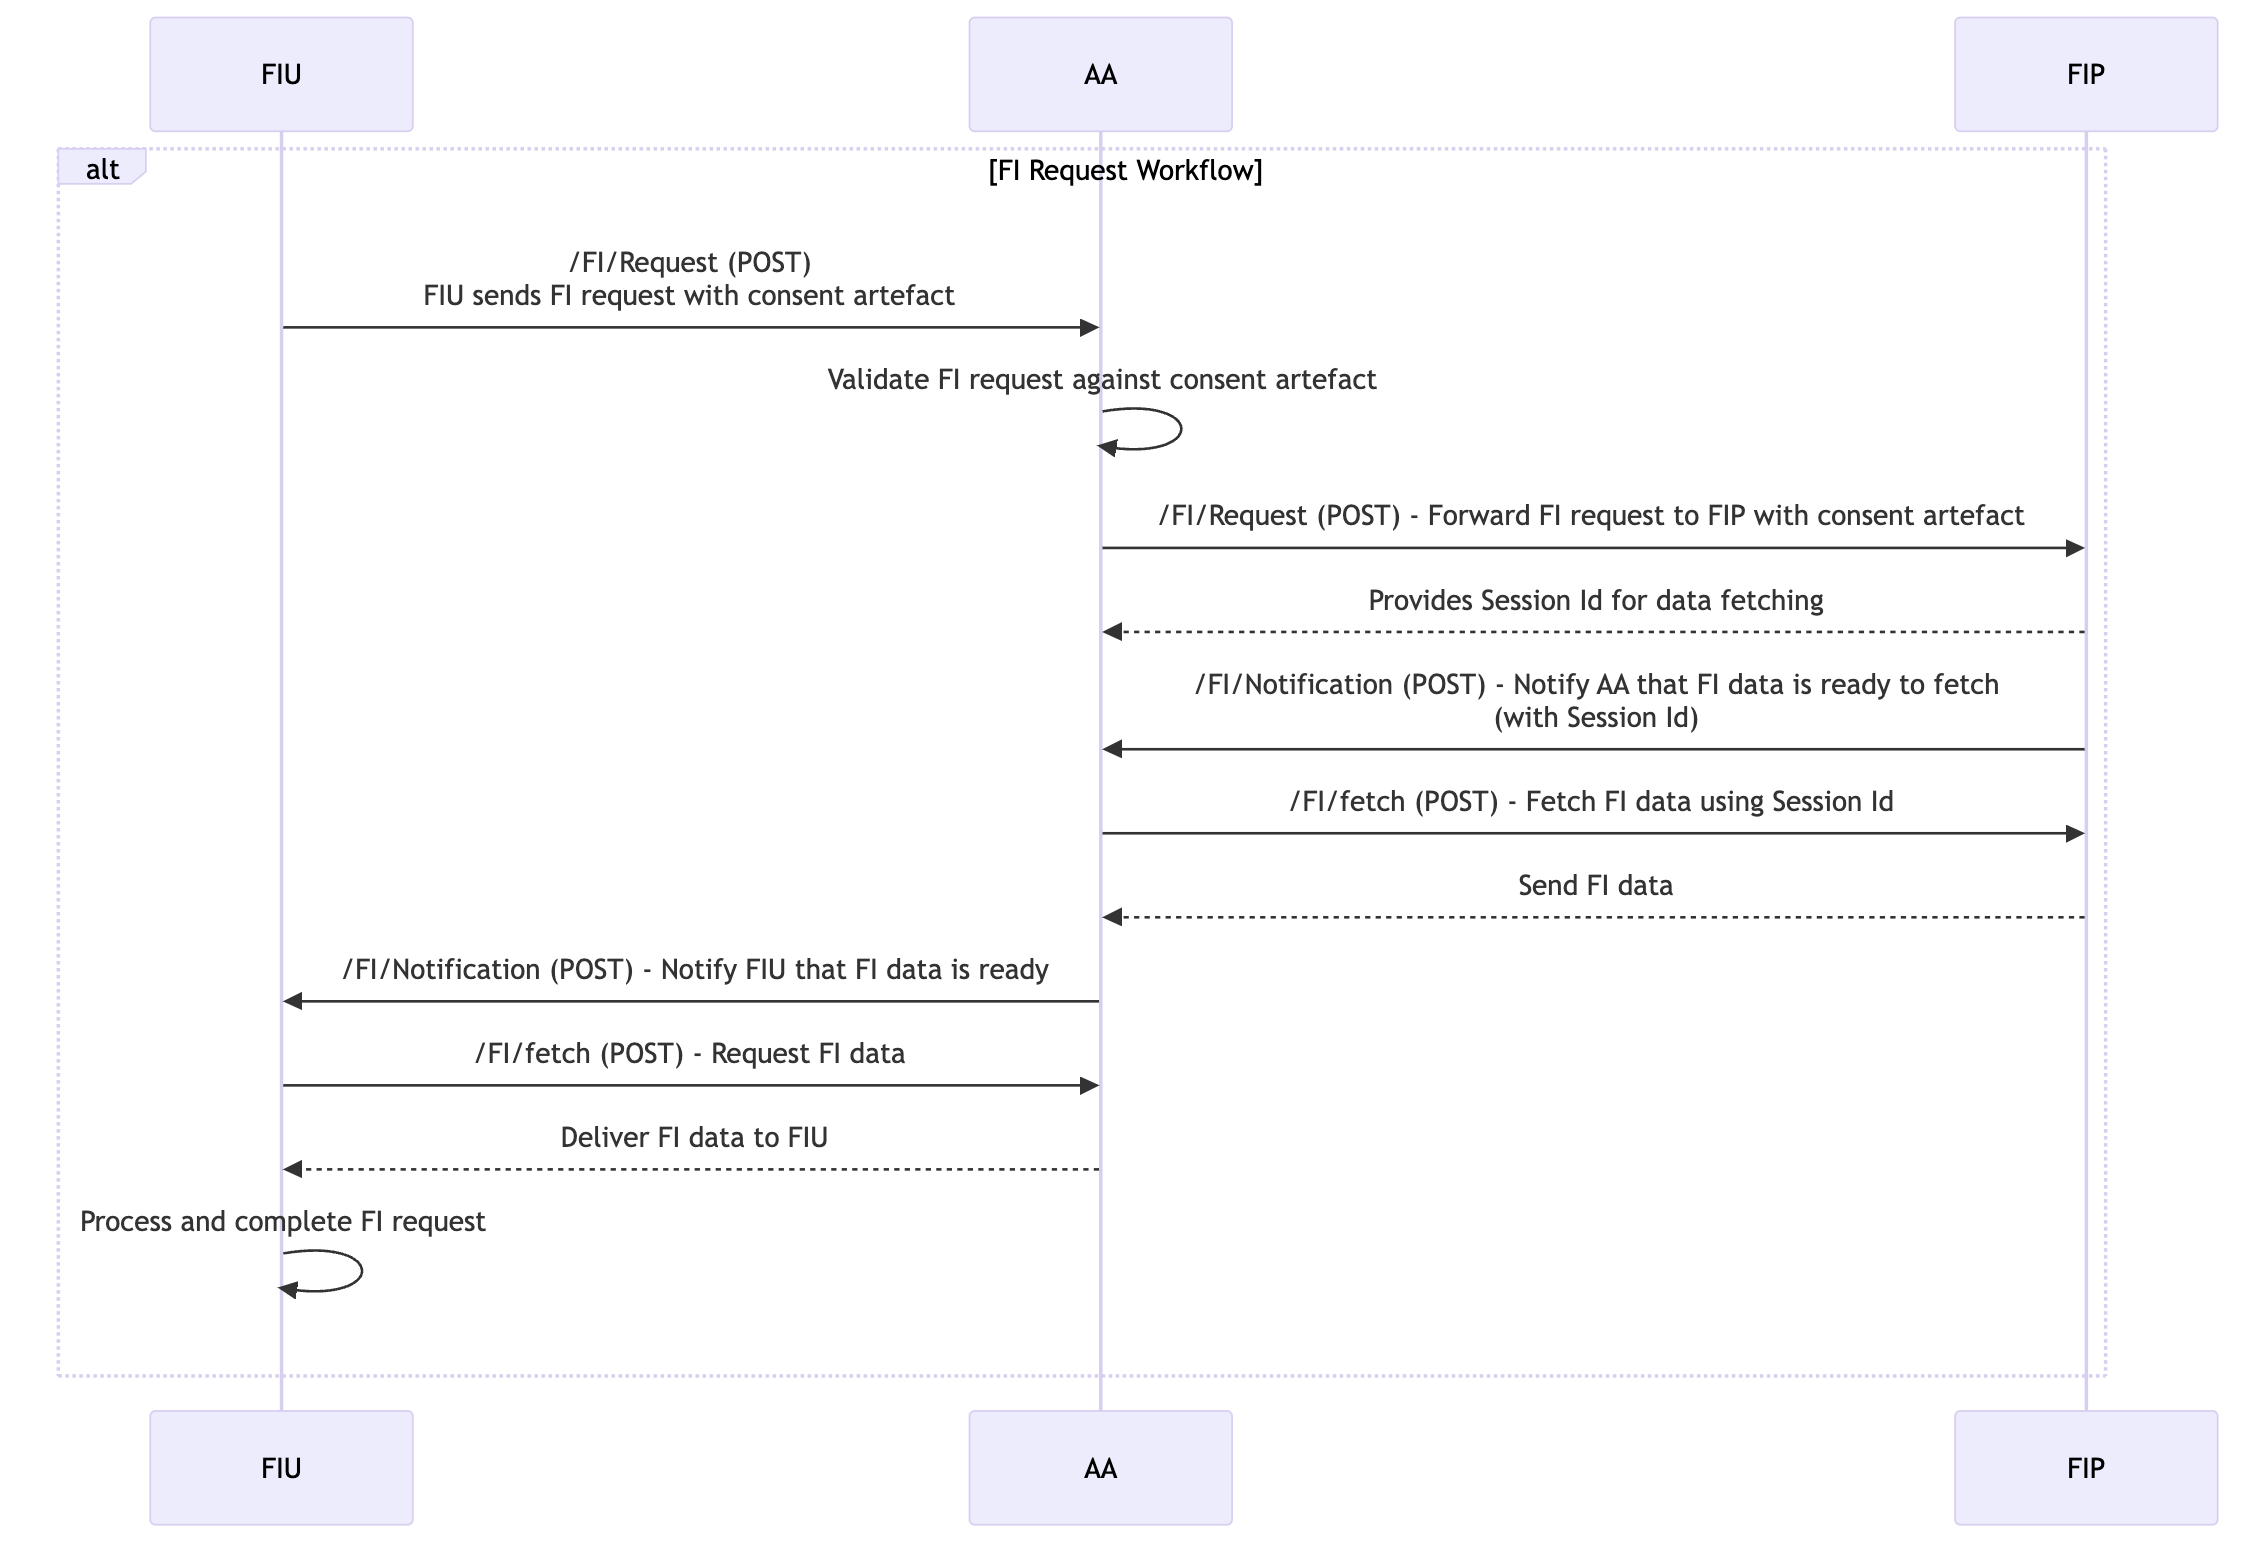 FIU
AA
FIP
alt
[FI Request Workflow]
/FI/Request (POST)
FIU sends FI request with consent artefact
Validate FI request against consent artefact
/FI/Request (POST) - Forward FI request to FIP with consent artefact
Provides Session Id for data fetching
/FI/Notification (POST) - Notify AA that FI data is ready to fetch
(with Session Id)
/FI/fetch (POST) - Fetch FI data using Session Id
Send FI data
/FI/Notification (POST) - Notify FIU that FI data is ready
/FI/fetch (POST) - Request FI data
Deliver FI data to FIU
Process and complete FI request
FIU
AA
FIP